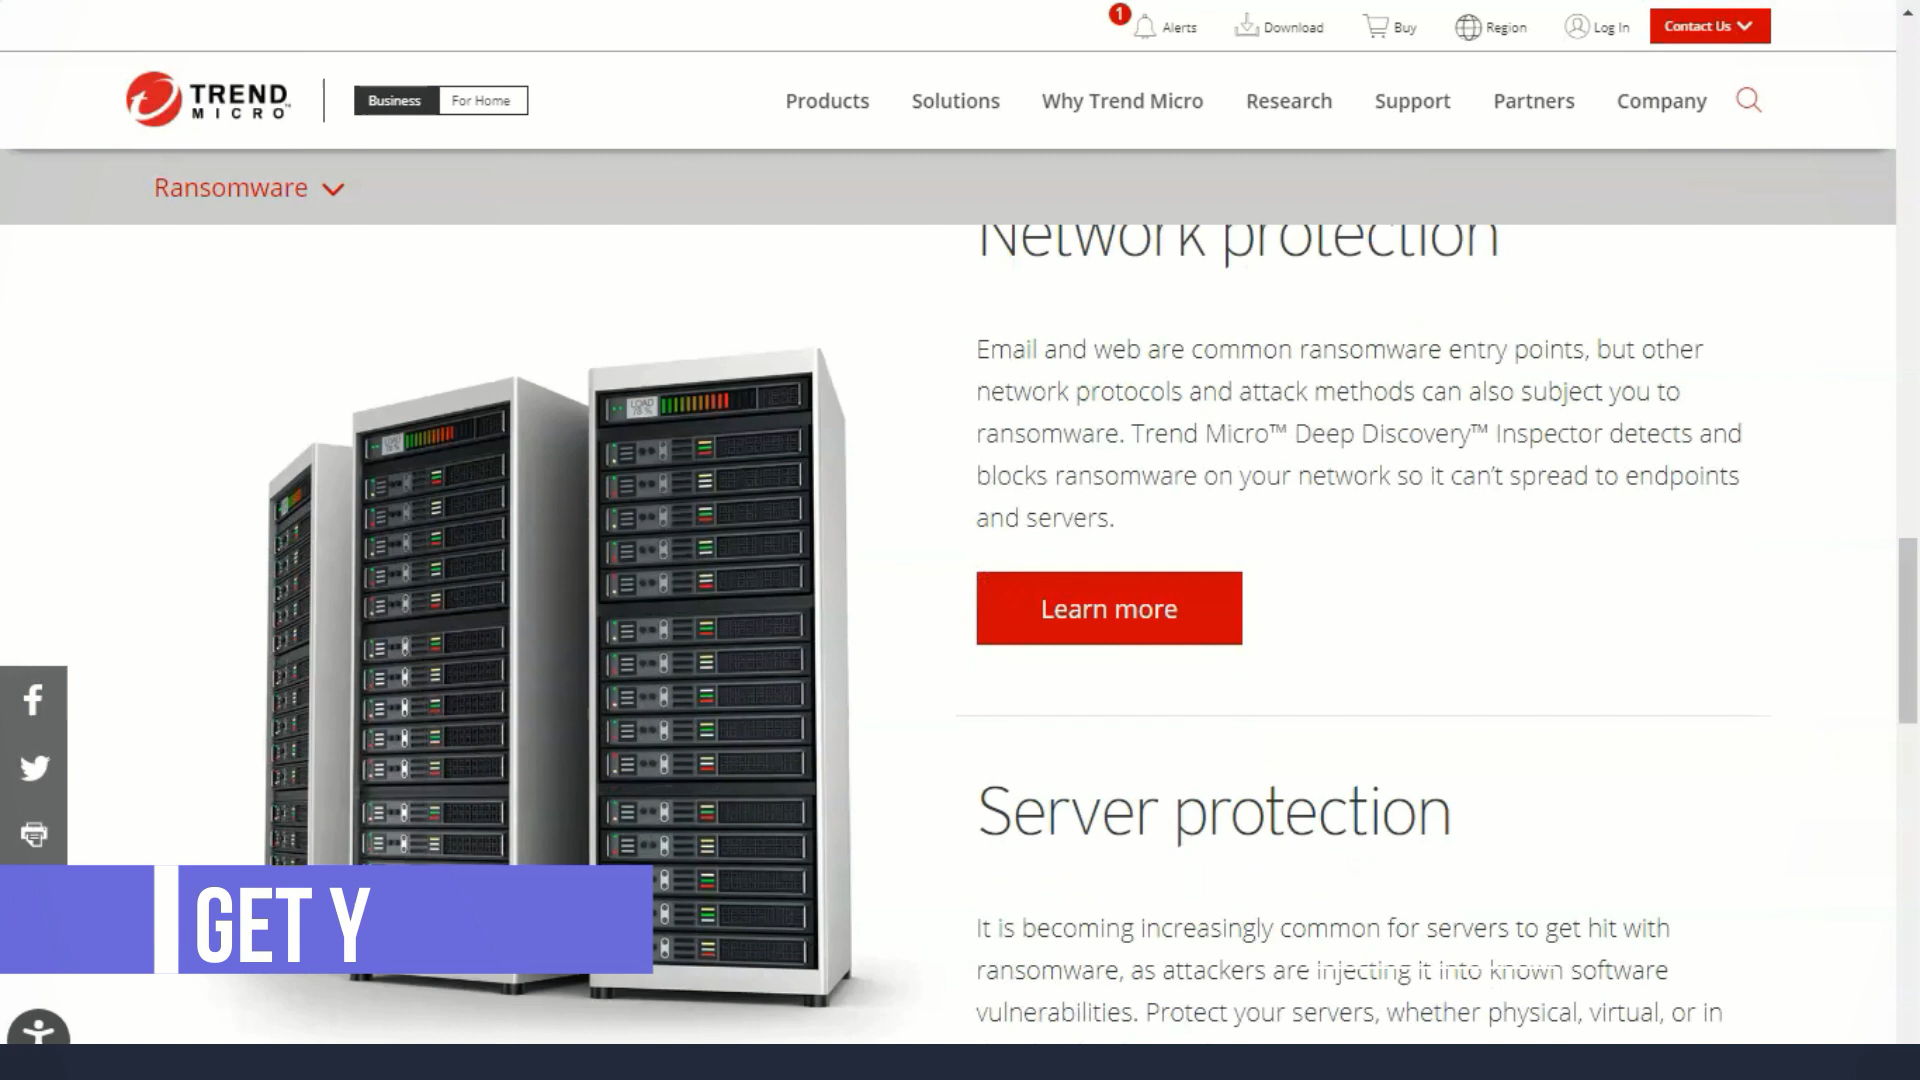 1
Alerts
Download
Buy
Region
Log In
Contact Us
TREND
MICRO
Business
For Home
Products
Solutions
Why Trend Micro
Research
Support
Partners
Company
Ransomware
Network protection
Email and web are common ransomware entry points, but other
network protocols and attack methods can also subject you to
ransomware. Trend Micro™ Deep Discovery™ Inspector detects and
blocks ransomware on your network so it can’t spread to endpoints
and servers.
Learn more
LOAD
78 %
Server protection
It is becoming increasingly common for servers to get hit with
ransomware, as attackers are injecting it into known software
vulnerabilities. Protect your servers, whether physical, virtual, or in
GET Y